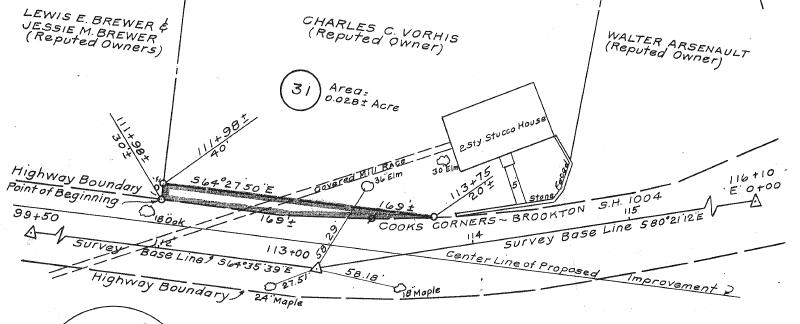 LEWIS E. BREWER &
JESSIE M. BREWER
(Reputed Owners)
CHARLES C. VORHIS
(Reputed Owner)
WALTER ARSENAULT
(Reputed Owner)
31
Area=
0.028± Acre
2 Sty Stucco House
111+98±
30'±
111+98±
40'
Covered Mill Race
36"Elm
30"Elm
113+75
20'±
5'
Stone
Highway Boundary
Point of Beginning
S64°27'50"E
169'±
169'±
18"Oak
COOKS CORNERS ~ BROOKTON S.H. 1004
116+10
E' 0+00
99+50
12'
113+00
58.29
114
115
Survey Base Line S80°21'12"E
Survey Base Line S64°35'39"E
Center Line of Proposed Improvement
27.51'
58.18'
Highway Boundary
24"Maple
18"Maple